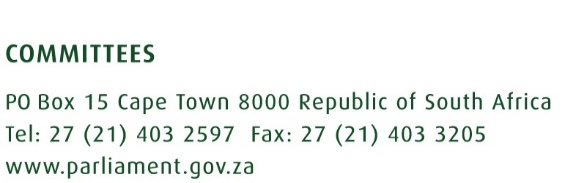 COMMITTEES
PO Box 15 Cape Town 8000 Republic of South Africa
Tel: 27 (21) 403 2597 Fax: 27 (21) 403 3205
www.parliament.gov.za